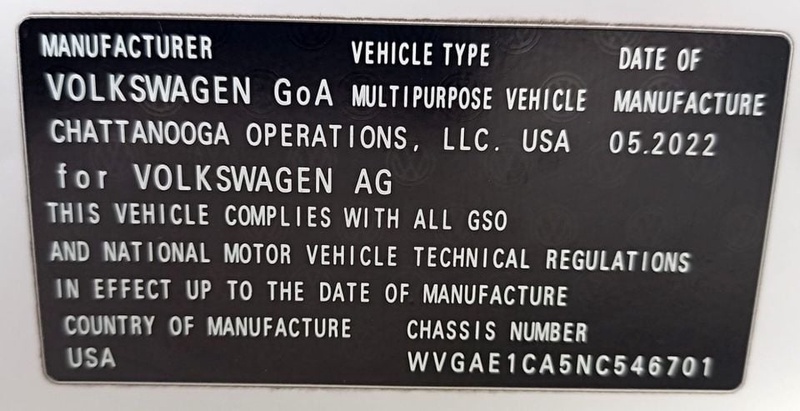 MANUFACTURER VEHICLE TYPE DATE OF
VOLKSWAGEN GoA MULTIPURPOSE VEHICLE MANUFACTURE
CHATTANOOGA OPERATIONS, LLC. USA 05.2022
for VOLKSWAGEN AG
THIS VEHICLE COMPLIES WITH ALL GSO
AND NATIONAL MOTOR VEHICLE TECHNICAL REGULATIONS
IN EFFECT UP TO THE DATE OF MANUFACTURE
COUNTRY OF MANUFACTURE CHASSIS NUMBER
USA WVGAE1CA5NC546701